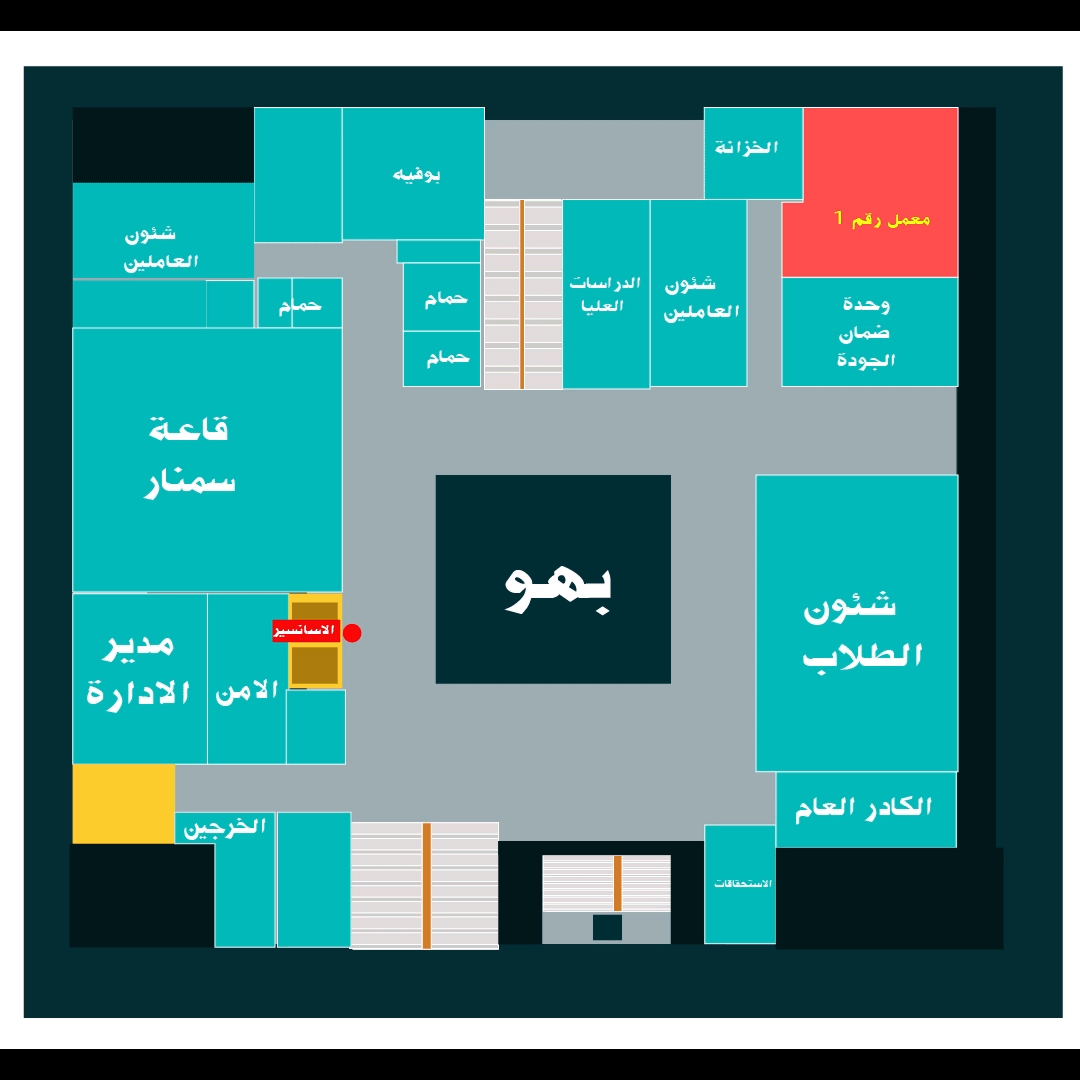 الخزانة
بوفيه
معمل رقم 1
شئون
العاملين
الدراسات
العليا
شئون
العاملين
حمام
حمام
وحدة
ضمان
الجودة
حمام
قاعة
سمنار
بهو
شئون
الطلاب
الاسانسير
مدير
الادارة
الامن
الكادر العام
الخرجين
الاستحقاقات